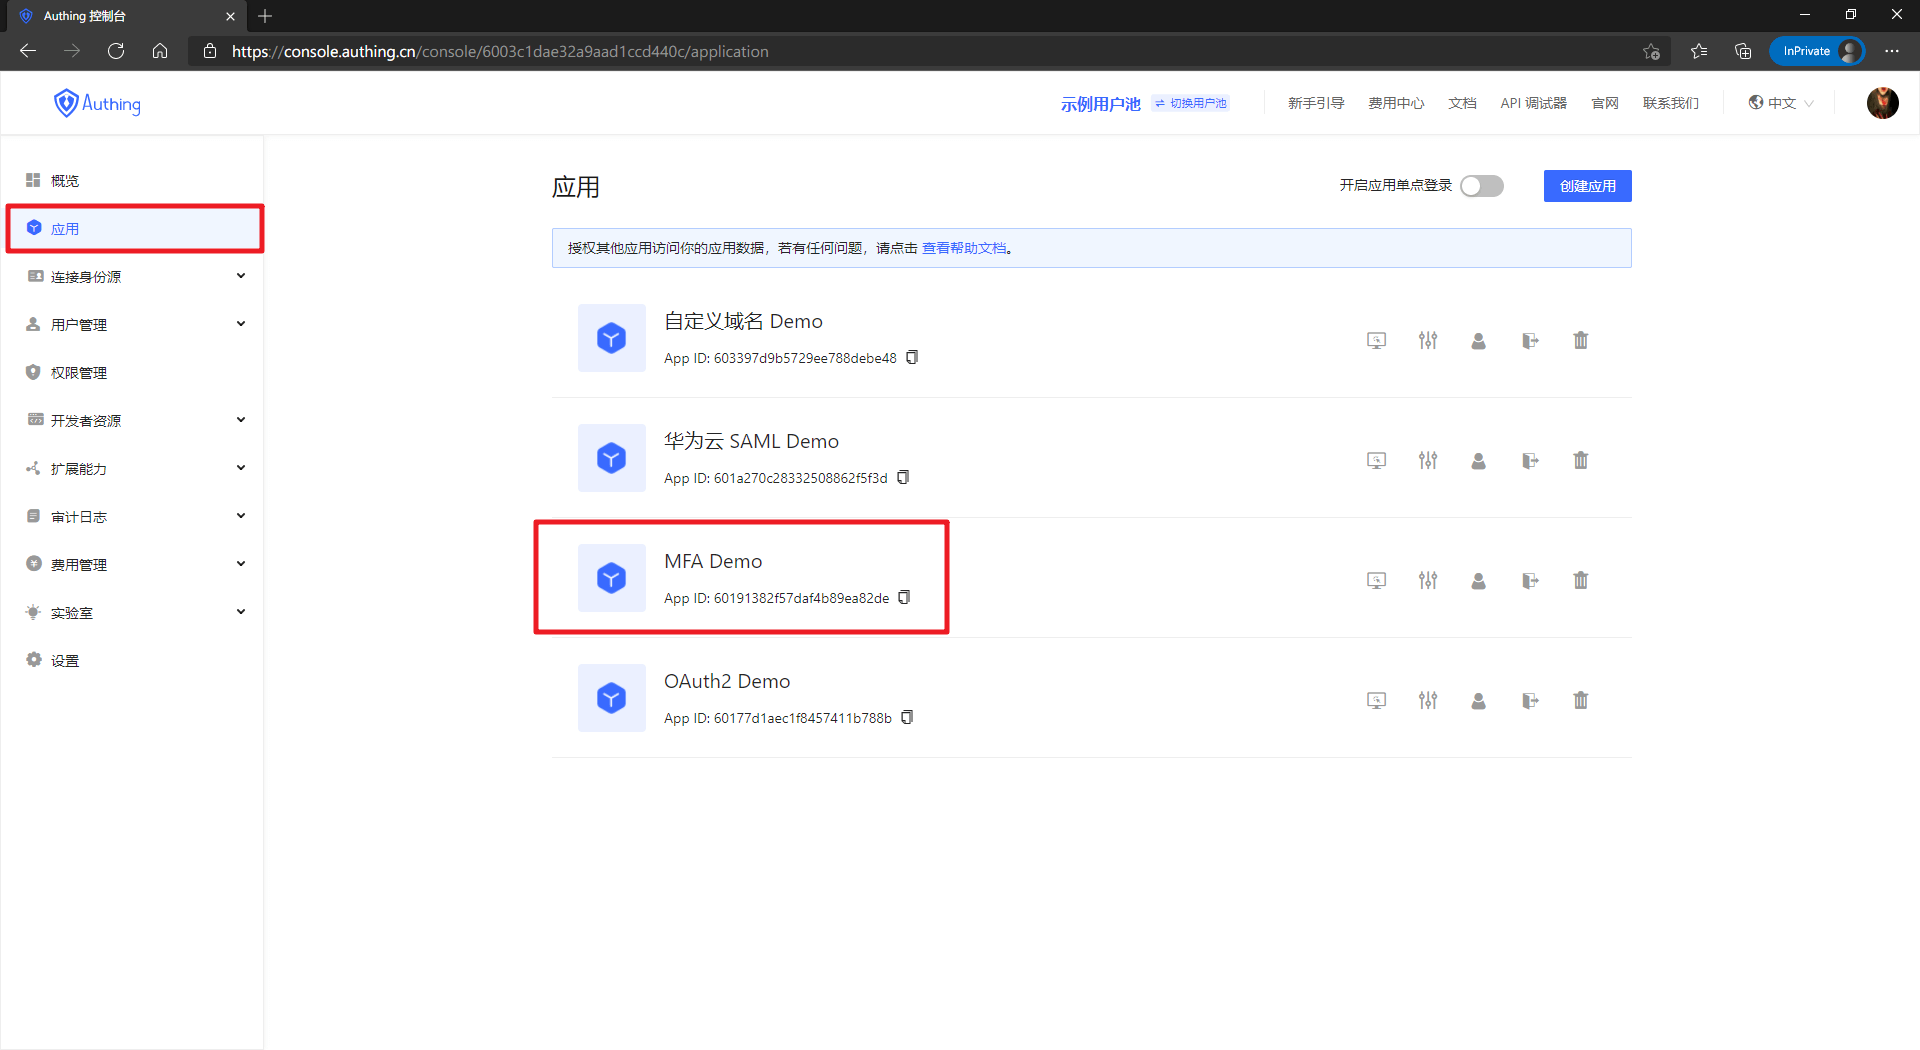 Authing 控制台
https://console.authing.cn/console/6003c1dae32a9aad1ccd440c/application
InPrivate
Authing
示例用户池
切换用户池
新手引导
费用中心
文档
API 调试器
官网
联系我们
中文
概览
应用
连接身份源
用户管理
权限管理
开发者资源
扩展能力
审计日志
费用管理
实验室
设置
应用
开启应用单点登录
创建应用
授权其他应用访问你的应用数据，若有任何问题，请点击 查看帮助文档。
自定义域名 Demo
App ID: 603397d9b5729ee788debe48
华为云 SAML Demo
App ID: 601a270c28332508862f5f3d
MFA Demo
App ID: 60191382f57daf4b89ea82de
OAuth2 Demo
App ID: 60177d1aec1f8457411b788b